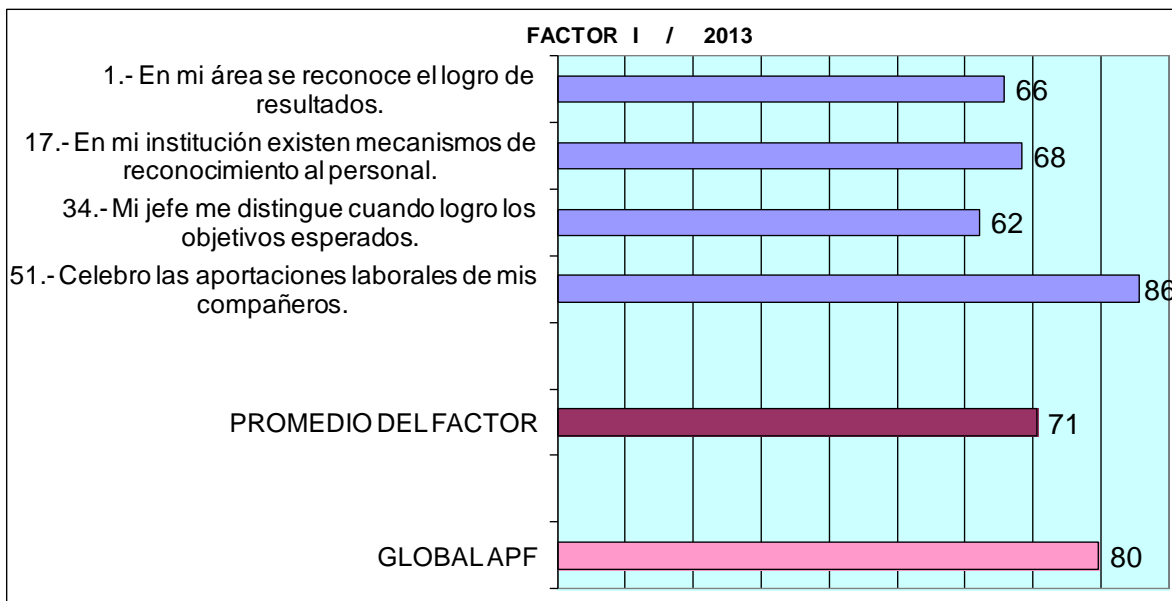 FACTOR I / 2013
1.- En mi área se reconoce el logro de
resultados.
66
17.- En mi institución existen mecanismos de
reconocimiento al personal.
68
34.- Mi jefe me distingue cuando logro los
objetivos esperados.
62
51.- Celebro las aportaciones laborales de mis
compañeros.
86
PROMEDIO DEL FACTOR
71
GLOBAL APF
80